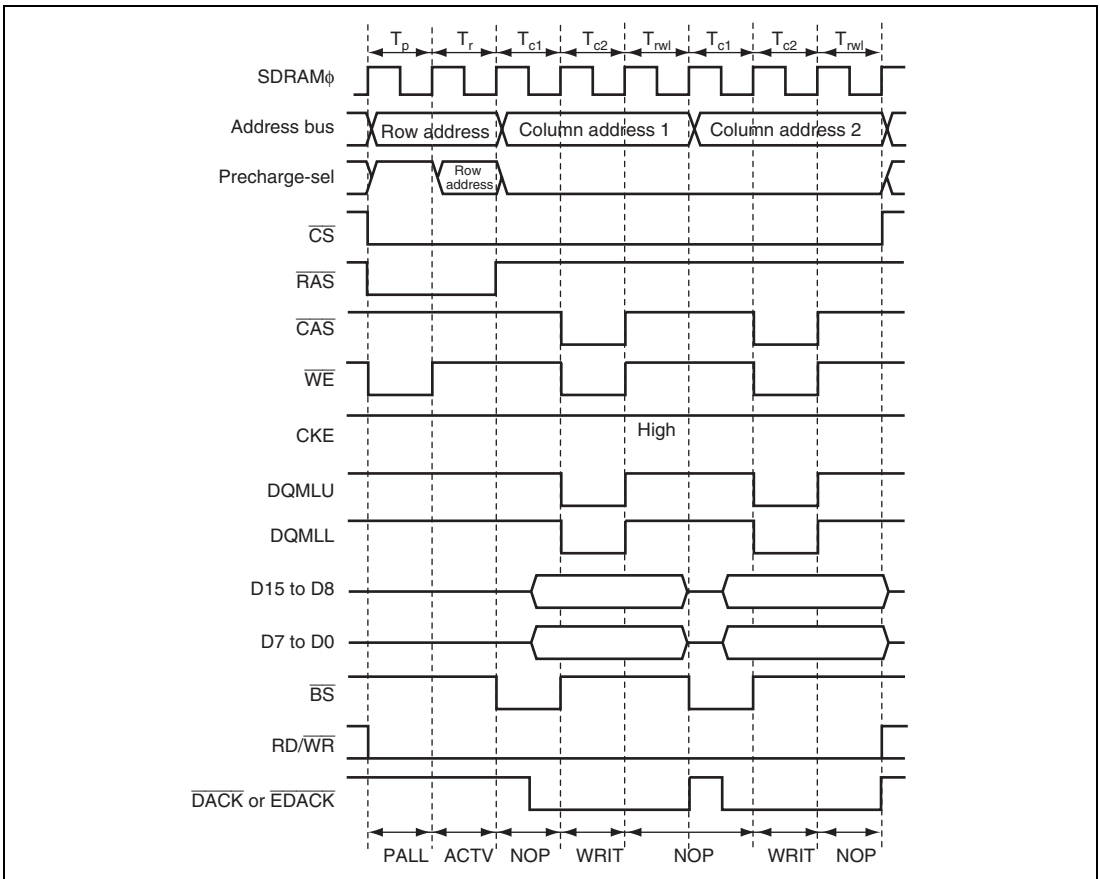 Tp Tr Tc1 Tc2 Trwl Tc1 Tc2 Trwl
SDRAMϕ
Address bus Row address Column address 1 Column address 2
Precharge-sel Row address
CS
RAS
CAS
WE
CKE High
DQMLU
DQMLL
D15 to D8
D7 to D0
BS
RD/WR
DACK or EDACK
PALL ACTV NOP WRIT NOP WRIT NOP